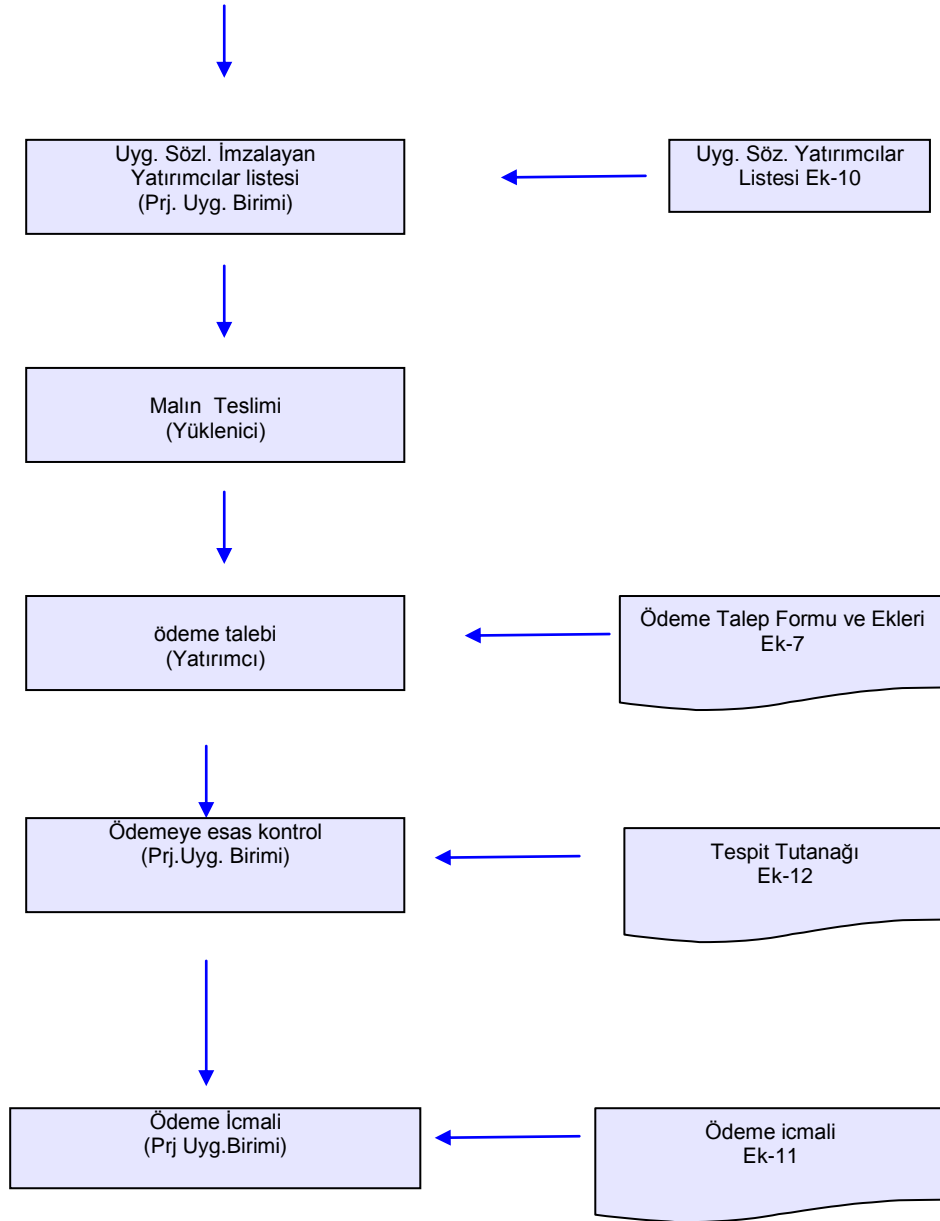 Uyg. Sözl. İmzalayan
Yatırımcılar listesi
(Prj. Uyg. Birimi)
Uyg. Söz. Yatırımcılar
Listesi Ek-10
Malın Teslimi
(Yüklenici)
ödeme talebi
(Yatırımcı)
Ödeme Talep Formu ve Ekleri
Ek-7
Ödemeye esas kontrol
(Prj.Uyg. Birimi)
Tespit Tutanağı
Ek-12
Ödeme İcmali
(Prj Uyg.Birimi)
Ödeme icmali
Ek-11